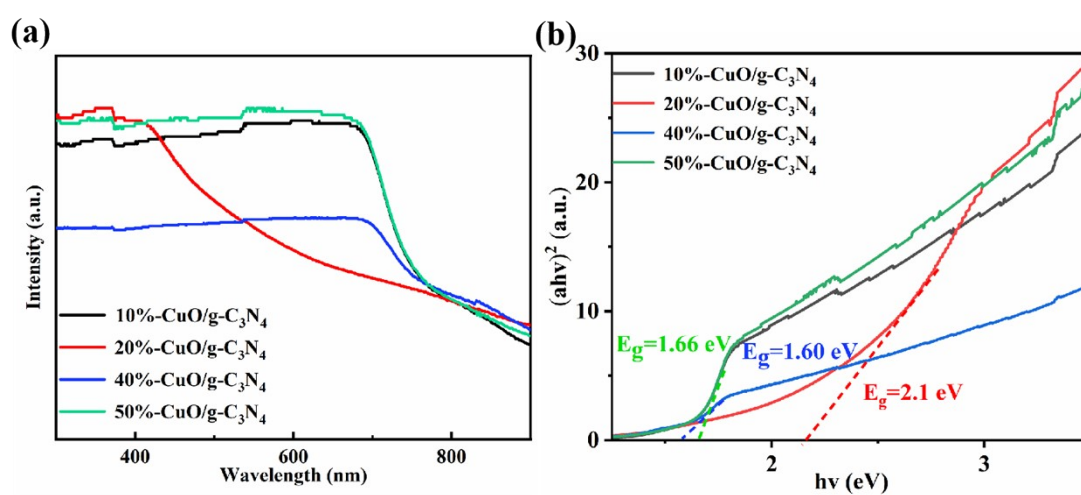 (a)
Intensity (a.u.)
10%-CuO/g-C₃N₄
20%-CuO/g-C₃N₄
40%-CuO/g-C₃N₄
50%-CuO/g-C₃N₄
400
600
800
Wavelength (nm)
(b)
(ahv)² (a.u.)
30
20
10
0
10%-CuO/g-C₃N₄
20%-CuO/g-C₃N₄
40%-CuO/g-C₃N₄
50%-CuO/g-C₃N₄
Eg=1.66 eV
Eg=1.60 eV
Eg=2.1 eV
2
3
hv (eV)